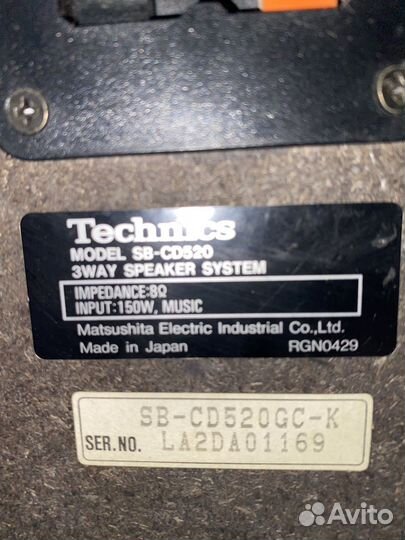 Technics
MODEL SB-CD520
3WAY SPEAKER SYSTEM
IMPEDANCE:8Ω
INPUT:150W, MUSIC
Matsushita Electric Industrial Co.,Ltd.
Made in Japan RGN0429
SB-CD520GC-K
SER.NO. LA2DA01169
Avito